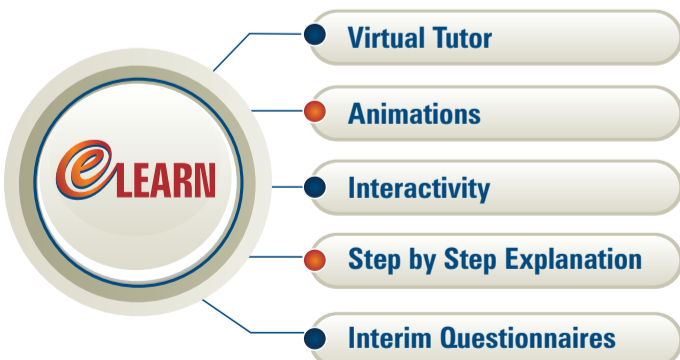 eLEARN
Virtual Tutor
Animations
Interactivity
Step by Step Explanation
Interim Questionnaires